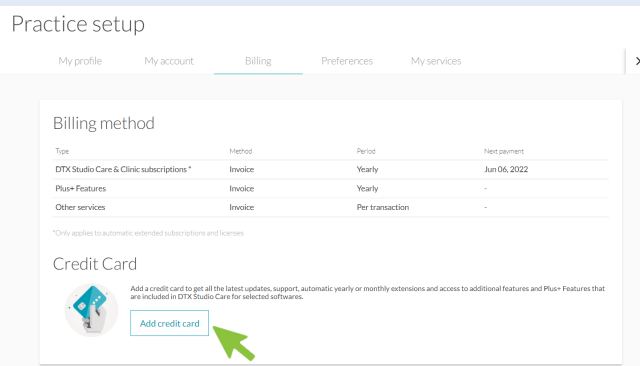 Practice setup
My profile My account Billing Preferences My services
Billing method
Type Method Period Next payment
DTX Studio Care & Clinic subscriptions * Invoice Yearly Jun 06, 2022
Plus+ Features Invoice Yearly -
Other services Invoice Per transaction -
*Only applies to automatic extended subscriptions and licenses
Credit Card
Add a credit card to get all the latest updates, support, automatic yearly or monthly extensions and access to additional features and Plus+ Features that
are included in DTX Studio Care for selected softwares.
Add credit card